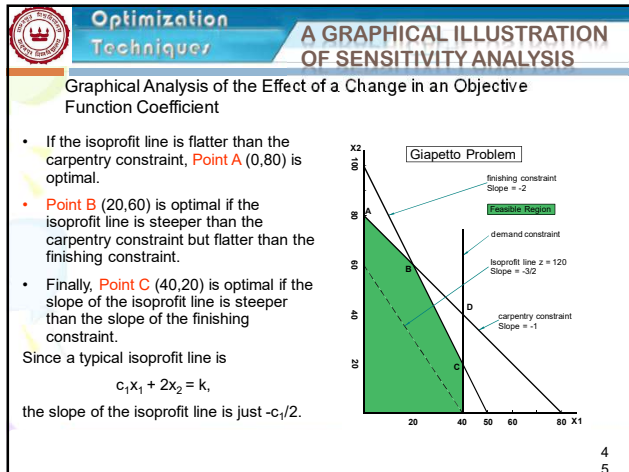 Optimization
Techniques
A GRAPHICAL ILLUSTRATION
OF SENSITIVITY ANALYSIS
Graphical Analysis of the Effect of a Change in an Objective
Function Coefficient
• If the isoprofit line is flatter than the
carpentry constraint, Point A (0,80) is
optimal.
• Point B (20,60) is optimal if the
isoprofit line is steeper than the
carpentry constraint but flatter than the
finishing constraint.
• Finally, Point C (40,20) is optimal if the
slope of the isoprofit line is steeper
than the slope of the finishing
constraint.
Since a typical isoprofit line is
c₁x₁ + 2x₂ = k,
the slope of the isoprofit line is just -c₁/2.
X2
Giapetto Problem
100
finishing constraint
Slope = -2
Feasible Region
80
A
demand constraint
60
B
Isoprofit line z = 120
Slope = -3/2
40
D
carpentry constraint
Slope = -1
20
C
20 40 50 60 80 X1
4
5